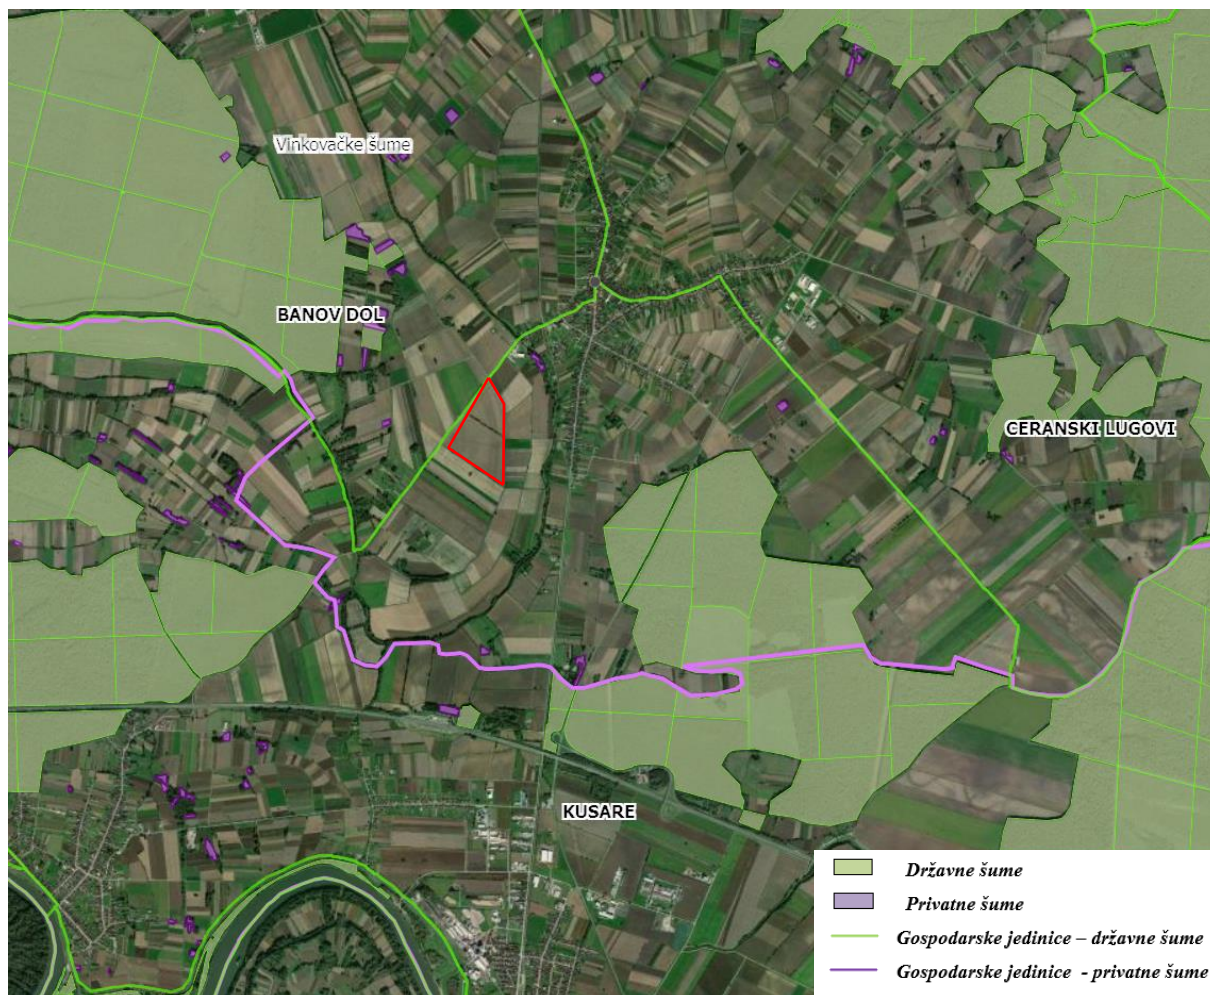 Vinkovačke šume
BANOV DOL
CERANSKI LUGOVI
KUSARE
Državne šume
Privatne šume
Gospodarske jedinice – državne šume
Gospodarske jedinice - privatne šume